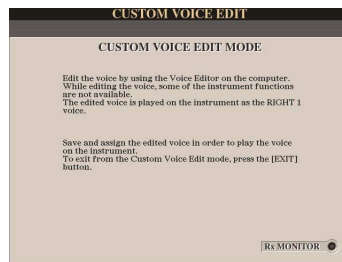 CUSTOM VOICE EDIT
CUSTOM VOICE EDIT MODE
Edit the voice by using the Voice Editor on the computer.
While editing the voice, some of the instrument functions
are not available.
The edited voice is played on the instrument as the RIGHT 1
voice.
Save and assign the edited voice in order to play the voice
on the instrument.
To exit from the Custom Voice Edit mode, press the [EXIT]
button.
Rx MONITOR